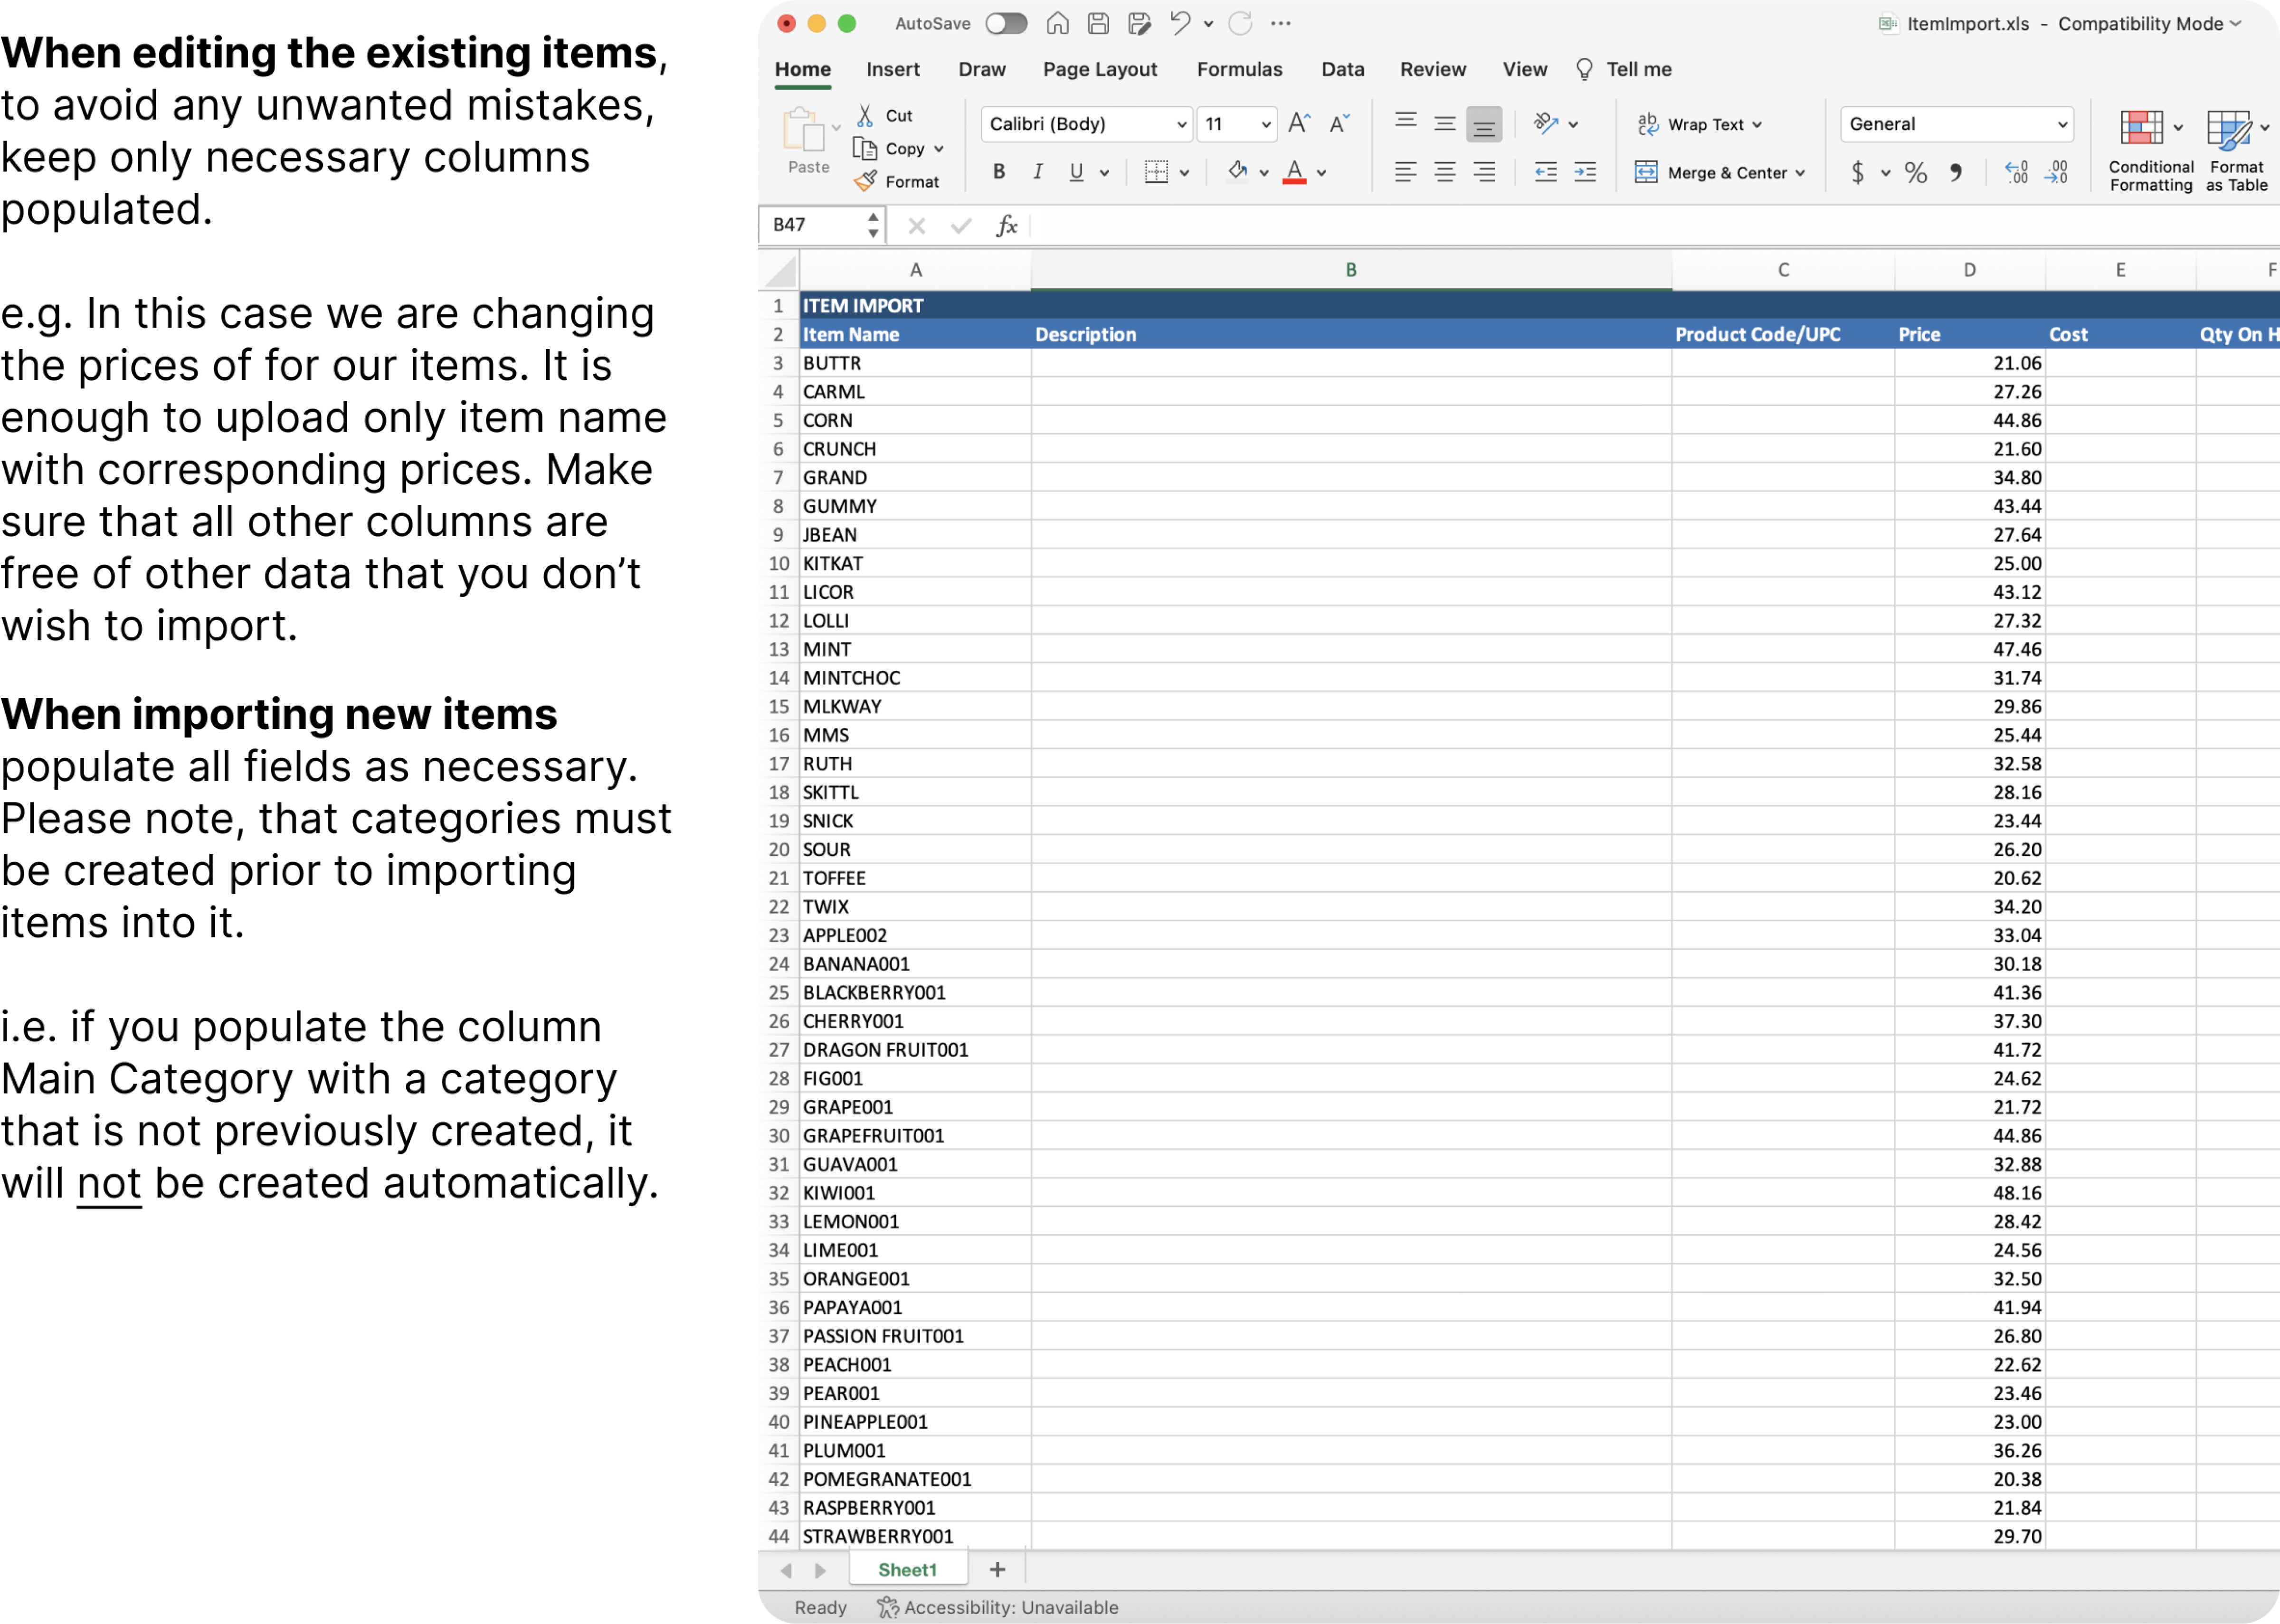 When editing the existing items,
to avoid any unwanted mistakes,
keep only necessary columns
populated.
e.g. In this case we are changing
the prices of for our items. It is
enough to upload only item name
with corresponding prices. Make
sure that all other columns are
free of other data that you don’t
wish to import.
When importing new items
populate all fields as necessary.
Please note, that categories must
be created prior to importing
items into it.
i.e. if you populate the column
Main Category with a category
that is not previously created, it
will not be created automatically.
AutoSave
ItemImport.xls - Compatibility Mode
Home Insert Draw Page Layout Formulas Data Review View Tell me
Paste
Cut
Copy
Format
Calibri (Body) 11
B I U
Wrap Text
Merge & Center
General
$ %
Conditional Formatting
Format as Table
B47 fx
A B C D E F
1 ITEM IMPORT
2 Item Name Description Product Code/UPC Price Cost Qty On H
3 BUTTR 21.06
4 CARML 27.26
5 CORN 44.86
6 CRUNCH 21.60
7 GRAND 34.80
8 GUMMY 43.44
9 JBEAN 27.64
10 KITKAT 25.00
11 LICOR 43.12
12 LOLLI 27.32
13 MINT 47.46
14 MINTCHOC 31.74
15 MLKWAY 29.86
16 MMS 25.44
17 RUTH 32.58
18 SKITTL 28.16
19 SNICK 23.44
20 SOUR 26.20
21 TOFFEE 20.62
22 TWIX 34.20
23 APPLE002 33.04
24 BANANA001 30.18
25 BLACKBERRY001 41.36
26 CHERRY001 37.30
27 DRAGON FRUIT001 41.72
28 FIG001 24.62
29 GRAPE001 21.72
30 GRAPEFRUIT001 44.86
31 GUAVA001 32.88
32 KIWI001 48.16
33 LEMON001 28.42
34 LIME001 24.56
35 ORANGE001 32.50
36 PAPAYA001 41.94
37 PASSION FRUIT001 26.80
38 PEACH001 22.62
39 PEAR001 23.46
40 PINEAPPLE001 23.00
41 PLUM001 36.26
42 POMEGRANATE001 20.38
43 RASPBERRY001 21.84
44 STRAWBERRY001 29.70
Sheet1 +
Ready Accessibility: Unavailable